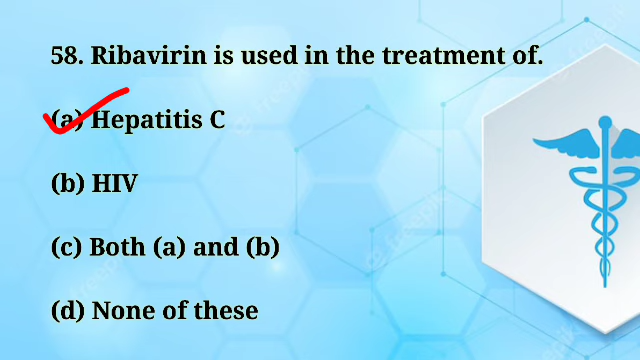 58. Ribavirin is used in the treatment of.
(a) Hepatitis C
(b) HIV
(c) Both (a) and (b)
(d) None of these